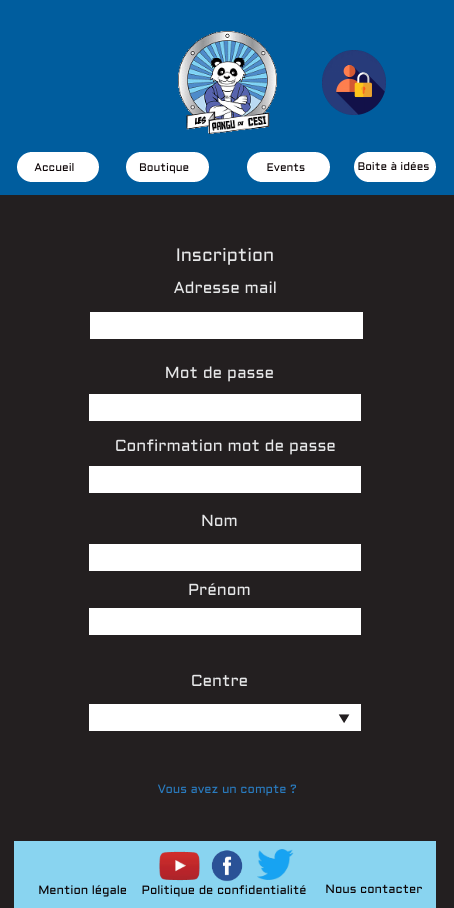 LES PANGU DU CESI
Accueil
Boutique
Events
Boite à idées
Inscription
Adresse mail
Mot de passe
Confirmation mot de passe
Nom
Prénom
Centre
Vous avez un compte ?
Mention légale
Politique de confidentialité
Nous contacter